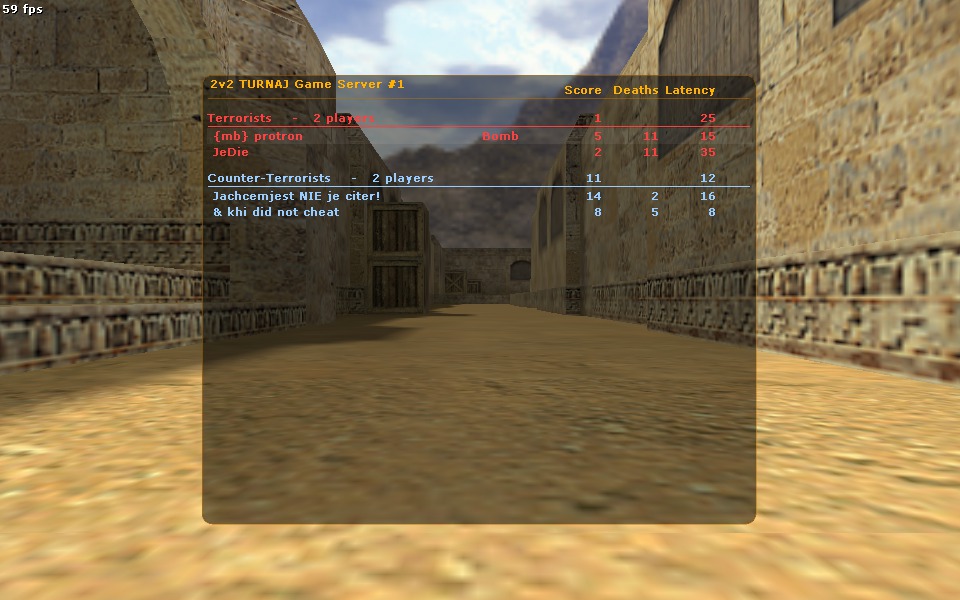 59 fps
2v2 TURNAJ Game Server #1
Score Deaths Latency
Terrorists - 2 players 1 25
{mb} protron Bomb 5 11 15
JeDie 2 11 35
Counter-Terrorists - 2 players 11 12
Jachcemjest NIE je citer! 14 2 16
& khi did not cheat 8 5 8